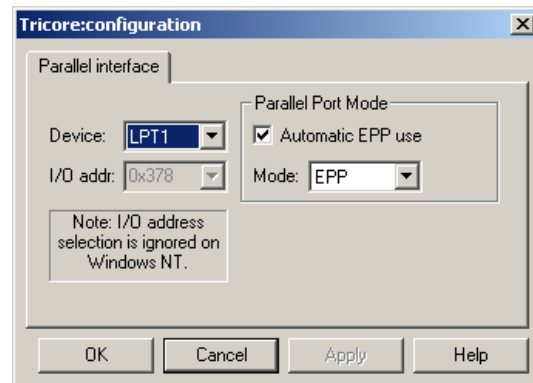 Tricore:configuration
Parallel interface
Parallel Port Mode
Device: LPT1
Automatic EPP use
I/O addr: 0x378
Mode: EPP
Note: I/O address
selection is ignored on
Windows NT.
OK Cancel Apply Help